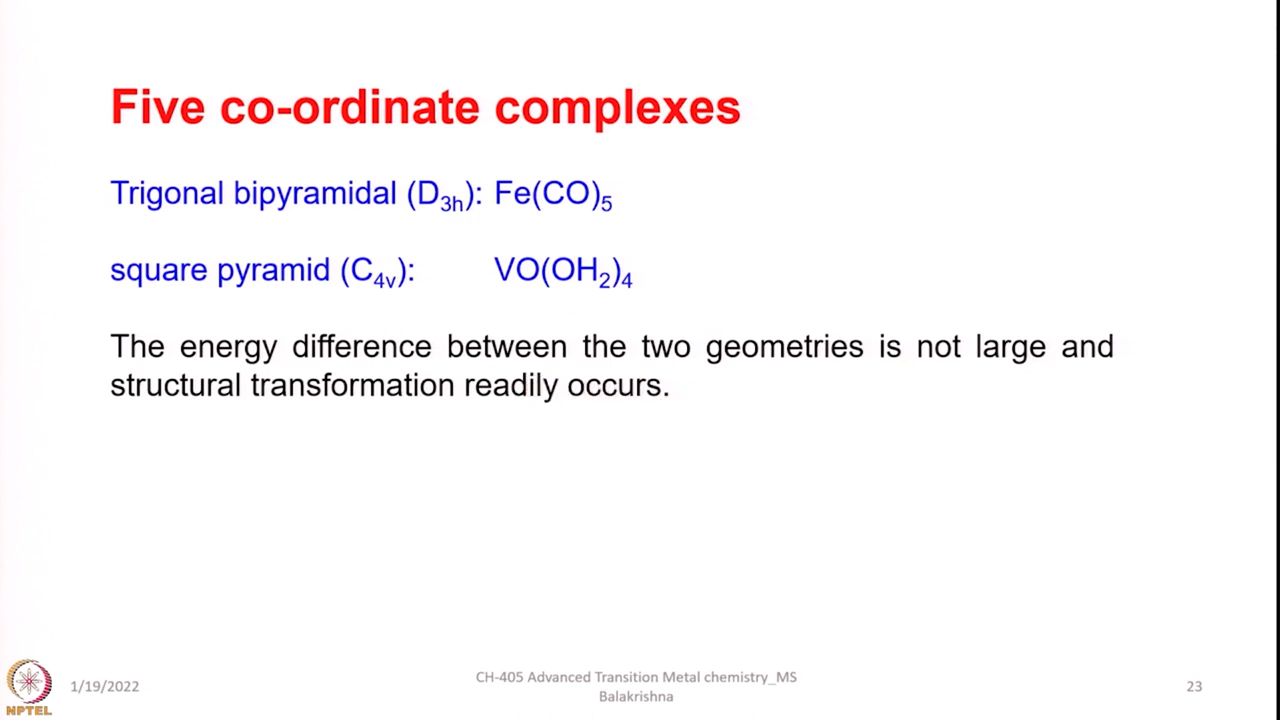 Five co-ordinate complexes
Trigonal bipyramidal (D₃ₕ): Fe(CO)₅
square pyramid (C₄ᵥ): VO(OH₂)₄
The energy difference between the two geometries is not large and
structural transformation readily occurs.
NPTEL
1/19/2022
CH-405 Advanced Transition Metal chemistry_MS
Balakrishna
23